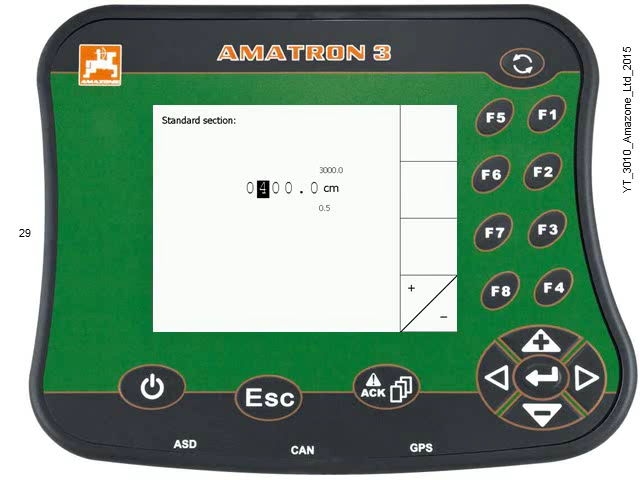 AMATRON 3
AMAZONE
Standard section:
3000.0
0400.0 cm
0.5
+
−
F5
F1
F6
F2
F7
F3
F8
F4
Esc
ACK
ASD
CAN
GPS
29
YT_3010_Amazone_Ltd_2015